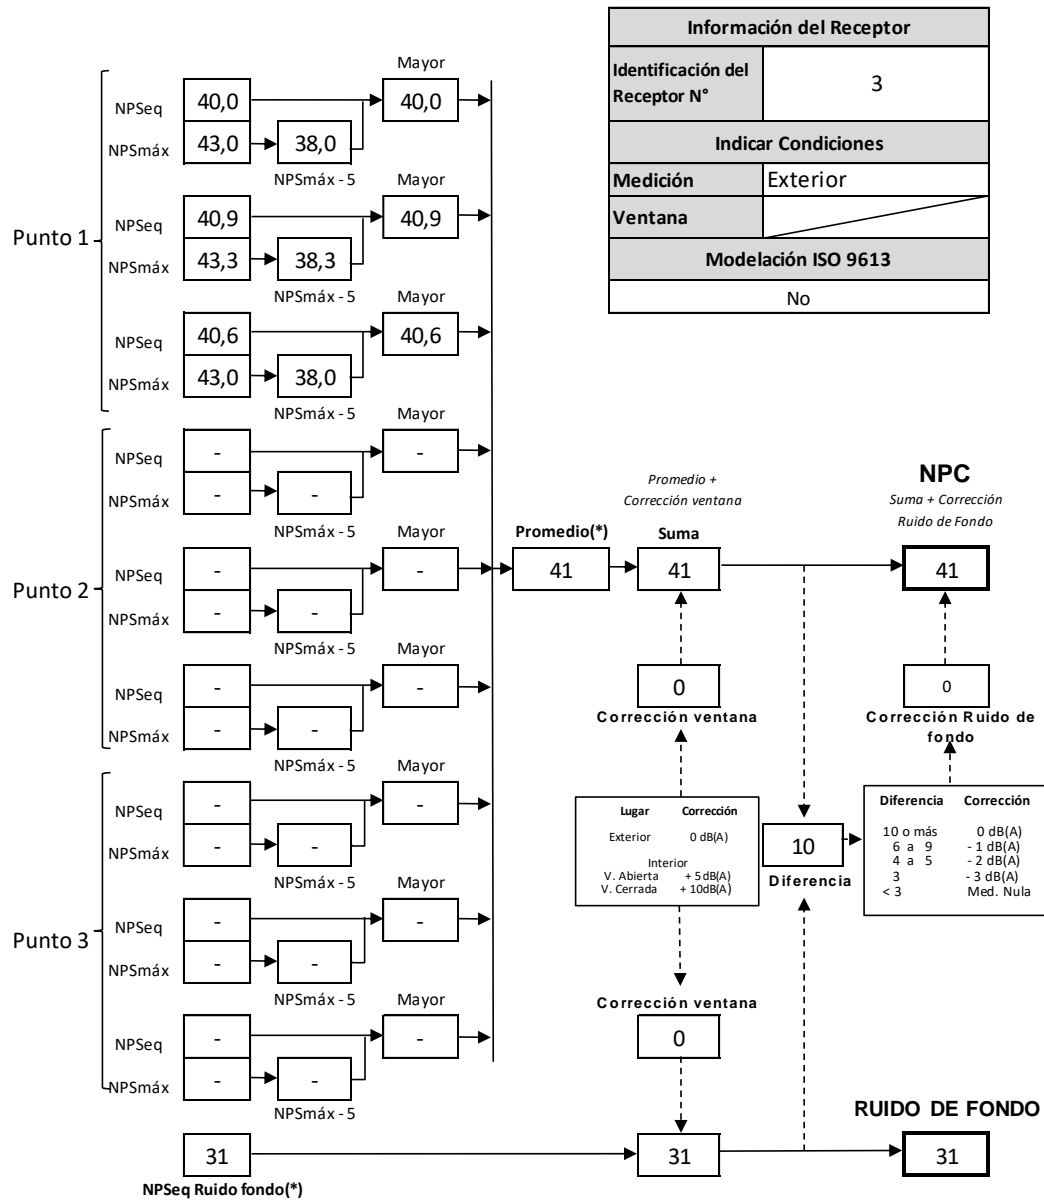 Información del Receptor
Identificación del
Receptor N°
3
Indicar Condiciones
Medición
Exterior
Ventana
Modelación ISO 9613
No
Punto 1
Mayor
NPSeq
40,0
40,0
NPSmáx
43,0
38,0
NPSmáx - 5
Mayor
NPSeq
40,9
40,9
NPSmáx
43,3
38,3
NPSmáx - 5
Mayor
NPSeq
40,6
40,6
NPSmáx
43,0
38,0
NPSmáx - 5
Punto 2
Mayor
NPSeq
-
-
NPSmáx
-
-
NPSmáx - 5
Mayor
NPSeq
-
-
NPSmáx
-
-
NPSmáx - 5
Mayor
NPSeq
-
-
NPSmáx
-
-
NPSmáx - 5
Punto 3
Mayor
NPSeq
-
-
NPSmáx
-
-
NPSmáx - 5
Mayor
NPSeq
-
-
NPSmáx
-
-
NPSmáx - 5
Mayor
NPSeq
-
-
NPSmáx
-
-
NPSmáx - 5
Promedio(*)
41
Promedio +
Corrección ventana
Suma
41
NPC
Suma + Corrección
Ruido de Fondo
41
0
Corrección ventana
0
Corrección Ruido de
fondo
Lugar Corrección
Exterior 0 dB(A)
Interior
V. Abierta + 5dB(A)
V. Cerrada + 10dB(A)
10
Diferencia
Diferencia Corrección
10 o más 0 dB(A)
6 a 9 - 1 dB(A)
4 a 5 - 2 dB(A)
3 - 3 dB(A)
< 3 Med. Nula
Corrección ventana
0
31
NPSeq Ruido fondo(*)
31
RUIDO DE FONDO
31